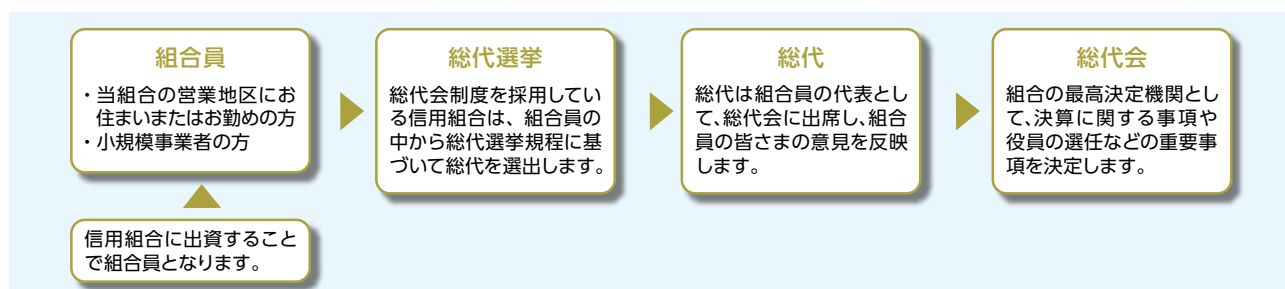 組合員
・当組合の営業地区にお
住まいまたはお勤めの方
・小規模事業者の方
信用組合に出資すること
で組合員となります。
総代選挙
総代会制度を採用してい
る信用組合は、組合員の
中から総代選挙規程に基
づいて総代を選出します。
総代
総代は組合員の代表とし
て、総代会に出席し、組合
員の皆さまの意見を反映
します。
総代会
組合の最高決定機関とし
て、決算に関する事項や
役員の選任などの重要事
項を決定します。